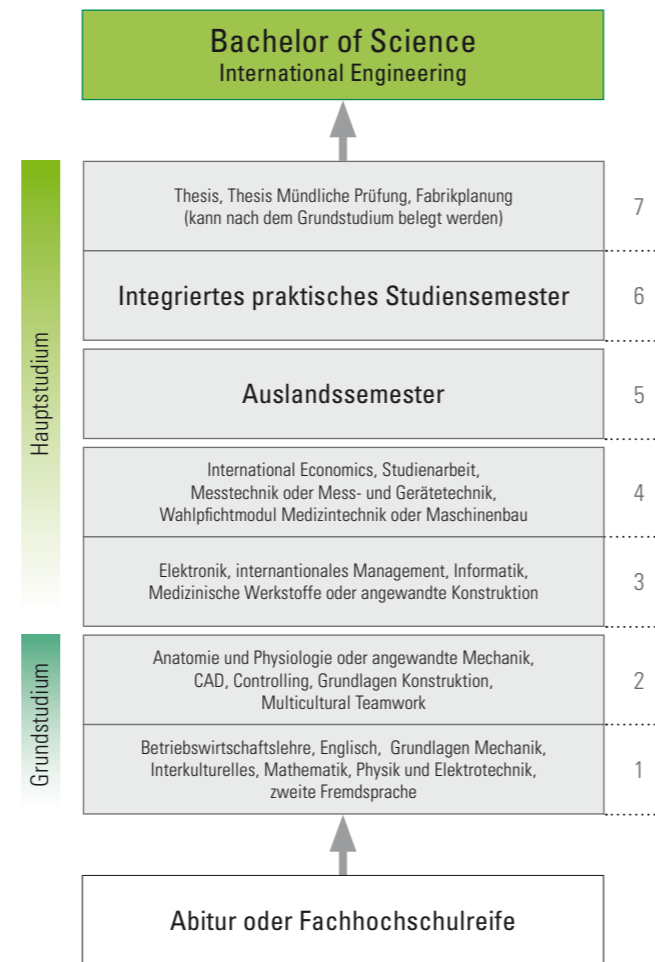 Bachelor of Science
International Engineering
Hauptstudium
Thesis, Thesis Mündliche Prüfung, Fabrikplanung
(kann nach dem Grundstudium belegt werden)
7
Integriertes praktisches Studiensemester
6
Auslandssemester
5
International Economics, Studienarbeit,
Messtechnik oder Mess- und Gerätetechnik,
Wahlpfichtmodul Medizintechnik oder Maschinenbau
4
Elektronik, internantionales Management, Informatik,
Medizinische Werkstoffe oder angewandte Konstruktion
3
Grundstudium
Anatomie und Physiologie oder angewandte Mechanik,
CAD, Controlling, Grundlagen Konstruktion,
Multicultural Teamwork
2
Betriebswirtschaftslehre, Englisch, Grundlagen Mechanik,
Interkulturelles, Mathematik, Physik und Elektrotechnik,
zweite Fremdsprache
1
Abitur oder Fachhochschulreife